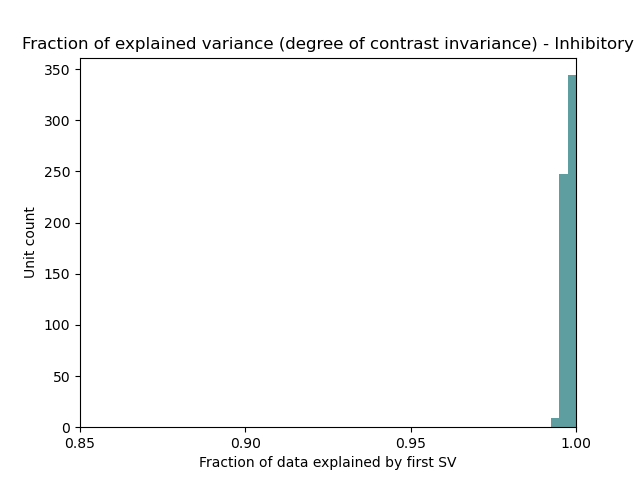 Fraction of explained variance (degree of contrast invariance) - Inhibitory
350
300
250
200
150
100
50
0
Unit count
0.85 0.90 0.95 1.00
Fraction of data explained by first SV